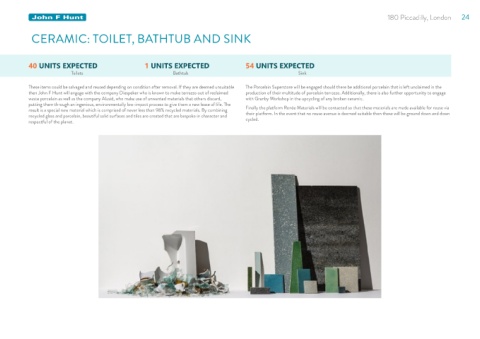 John F Hunt
180 Piccadilly, London 24
CERAMIC: TOILET, BATHTUB AND SINK
40 UNITS EXPECTED
Toilets
1 UNITS EXPECTED
Bathtub
54 UNITS EXPECTED
Sink
These items could be salvaged and reused depending on condition after removal. If they are deemed unsuitable
then John F Hunt will engage with the company Diespeker who is known to make terrazzo out of reclaimed
waste porcelain as well as the company Alusid, who make use of unwanted materials that others discard,
putting them through an ingenious, environmentally low impact process to give them a new lease of life. The
result is a special new material which is comprised of never less than 98% recycled materials. By combining
recycled glass and porcelain, beautiful solid surfaces and tiles are created that are bespoke in character and
respectful of the planet.
The Porcelain Superstore will be engaged should there be additional porcelain that is left unclaimed in the
production of their multitude of porcelain terrazzo. Additionally, there is also further opportunity to engage
with Granby Workshop in the upcycling of any broken ceramic.
Finally the platform Reride Materials will be contacted so that these materials are made available for reuse via
their platform. In the event that no reuse avenue is deemed suitable then these will be ground down and down
cycled.